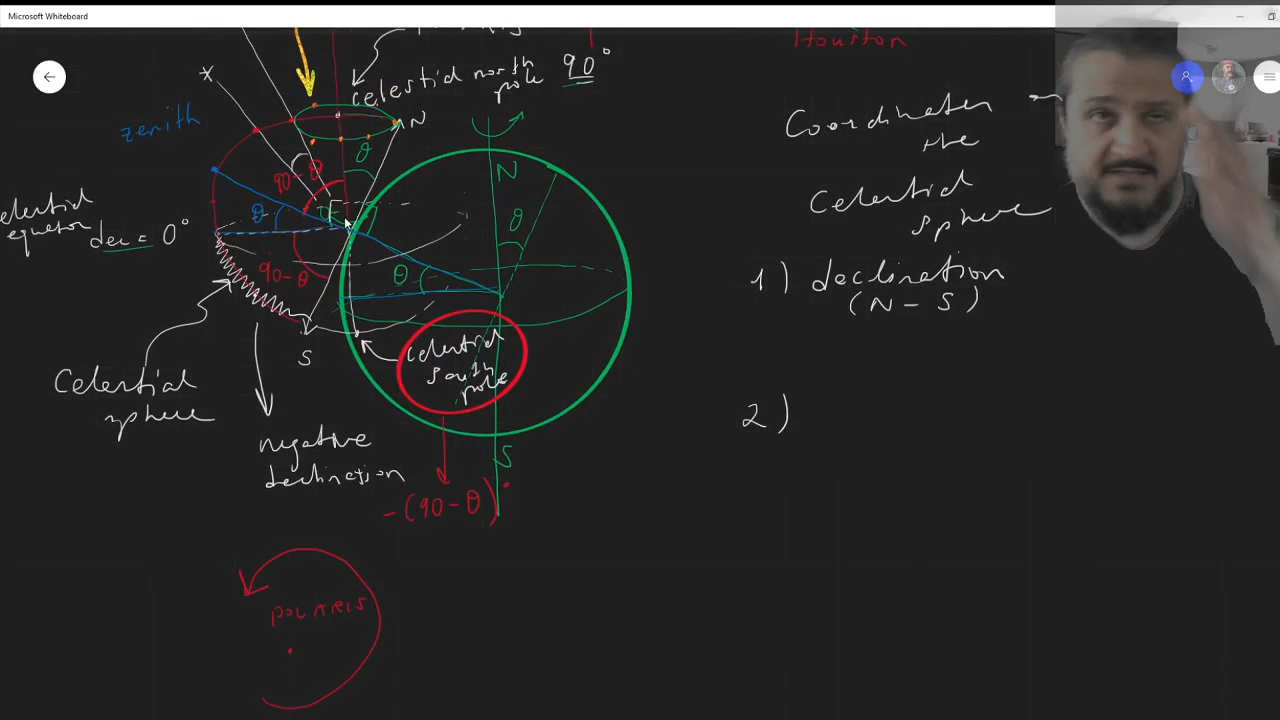 Microsoft Whiteboard
Houston
celestial north
pole 90°
zenith
N
θ
90-θ
Celestial
equator
dec = 0°
θ
90-θ
N
θ
θ
S
celestial
south
pole
S
Celestial
sphere
negative
declination
-(90-θ)°
POLARIS
Coordinates
the
Celestial
sphere
1) declination
(N-S)
2)